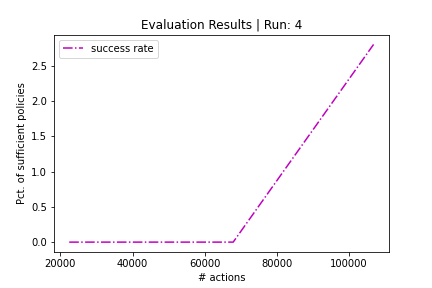 Evaluation Results | Run: 4
success rate
Pct. of sufficient policies
2.5
2.0
1.5
1.0
0.5
0.0
20000 40000 60000 80000 100000
# actions